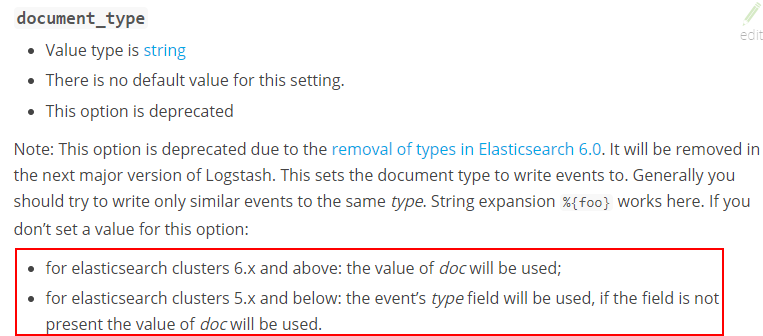 document_type
edit
Value type is string
There is no default value for this setting.
This option is deprecated
Note: This option is deprecated due to the removal of types in Elasticsearch 6.0. It will be removed in
the next major version of Logstash. This sets the document type to write events to. Generally you
should try to write only similar events to the same type. String expansion %{foo} works here. If you
don’t set a value for this option:
for elasticsearch clusters 6.x and above: the value of doc will be used;
for elasticsearch clusters 5.x and below: the event’s type field will be used, if the field is not
present the value of doc will be used.